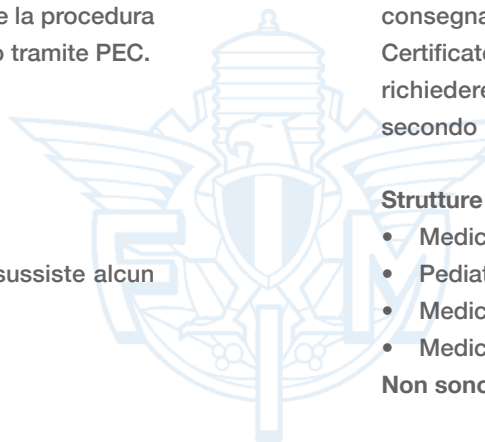 e la procedura
o tramite PEC.
sussiste alcun
consegna
Certificato
richiedere
secondo
Strutture
• Medic
• Pediat
• Medic
• Medic
Non sono
F M